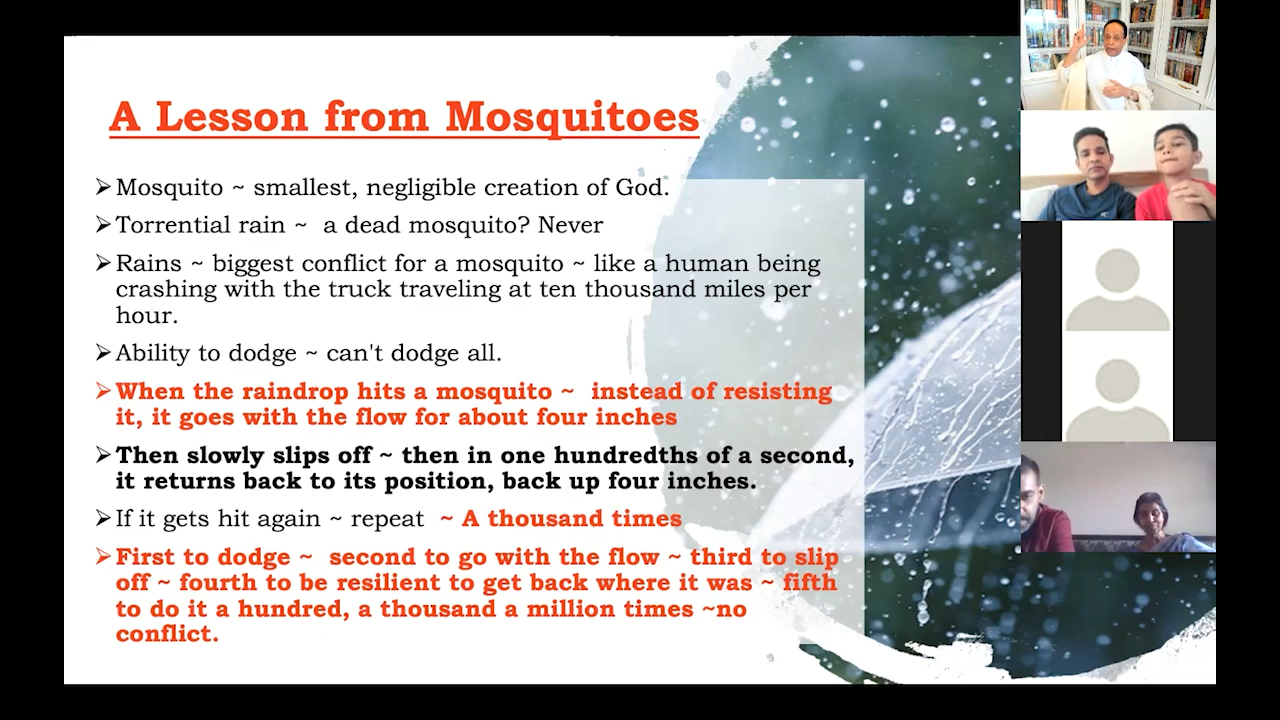 A Lesson from Mosquitoes
➢ Mosquito ~ smallest, negligible creation of God.
➢ Torrential rain ~ a dead mosquito? Never
➢ Rains ~ biggest conflict for a mosquito ~ like a human being
crashing with the truck traveling at ten thousand miles per
hour.
➢ Ability to dodge ~ can't dodge all.
➢ When the raindrop hits a mosquito ~ instead of resisting
it, it goes with the flow for about four inches
➢ Then slowly slips off ~ then in one hundredths of a second,
it returns back to its position, back up four inches.
➢ If it gets hit again ~ repeat ~ A thousand times
➢ First to dodge ~ second to go with the flow ~ third to slip
off ~ fourth to be resilient to get back where it was ~ fifth
to do it a hundred, a thousand a million times ~no
conflict.